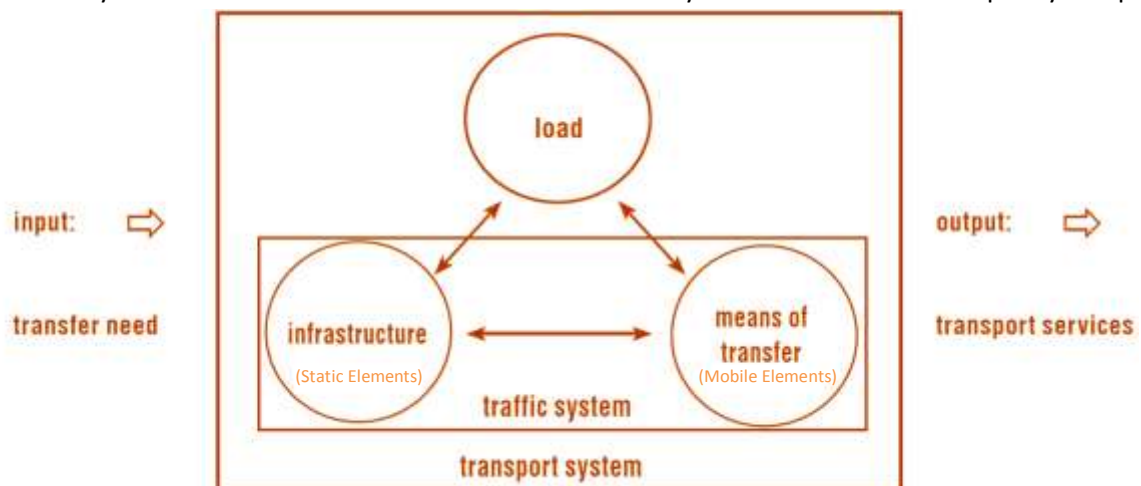 load
input:
output:
transfer need
infrastructure
(Static Elements)
means of
transfer
(Mobile Elements)
transport services
traffic system
transport system